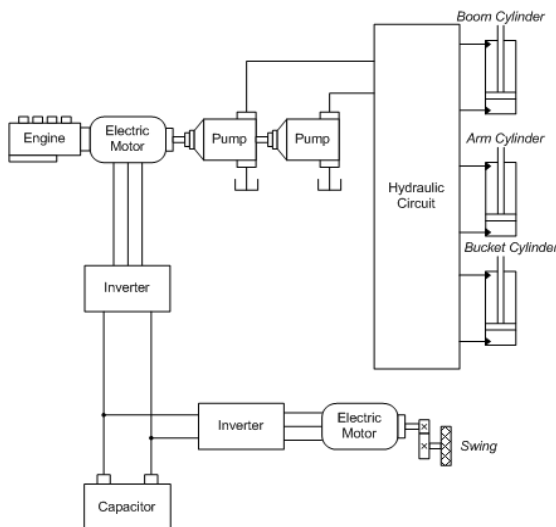 Boom Cylinder
Electric
Motor
Engine
Pump
Pump
Arm Cylinder
Hydraulic
Circuit
Bucket Cylinder
Inverter
Inverter
Electric
Motor
Swing
Capacitor